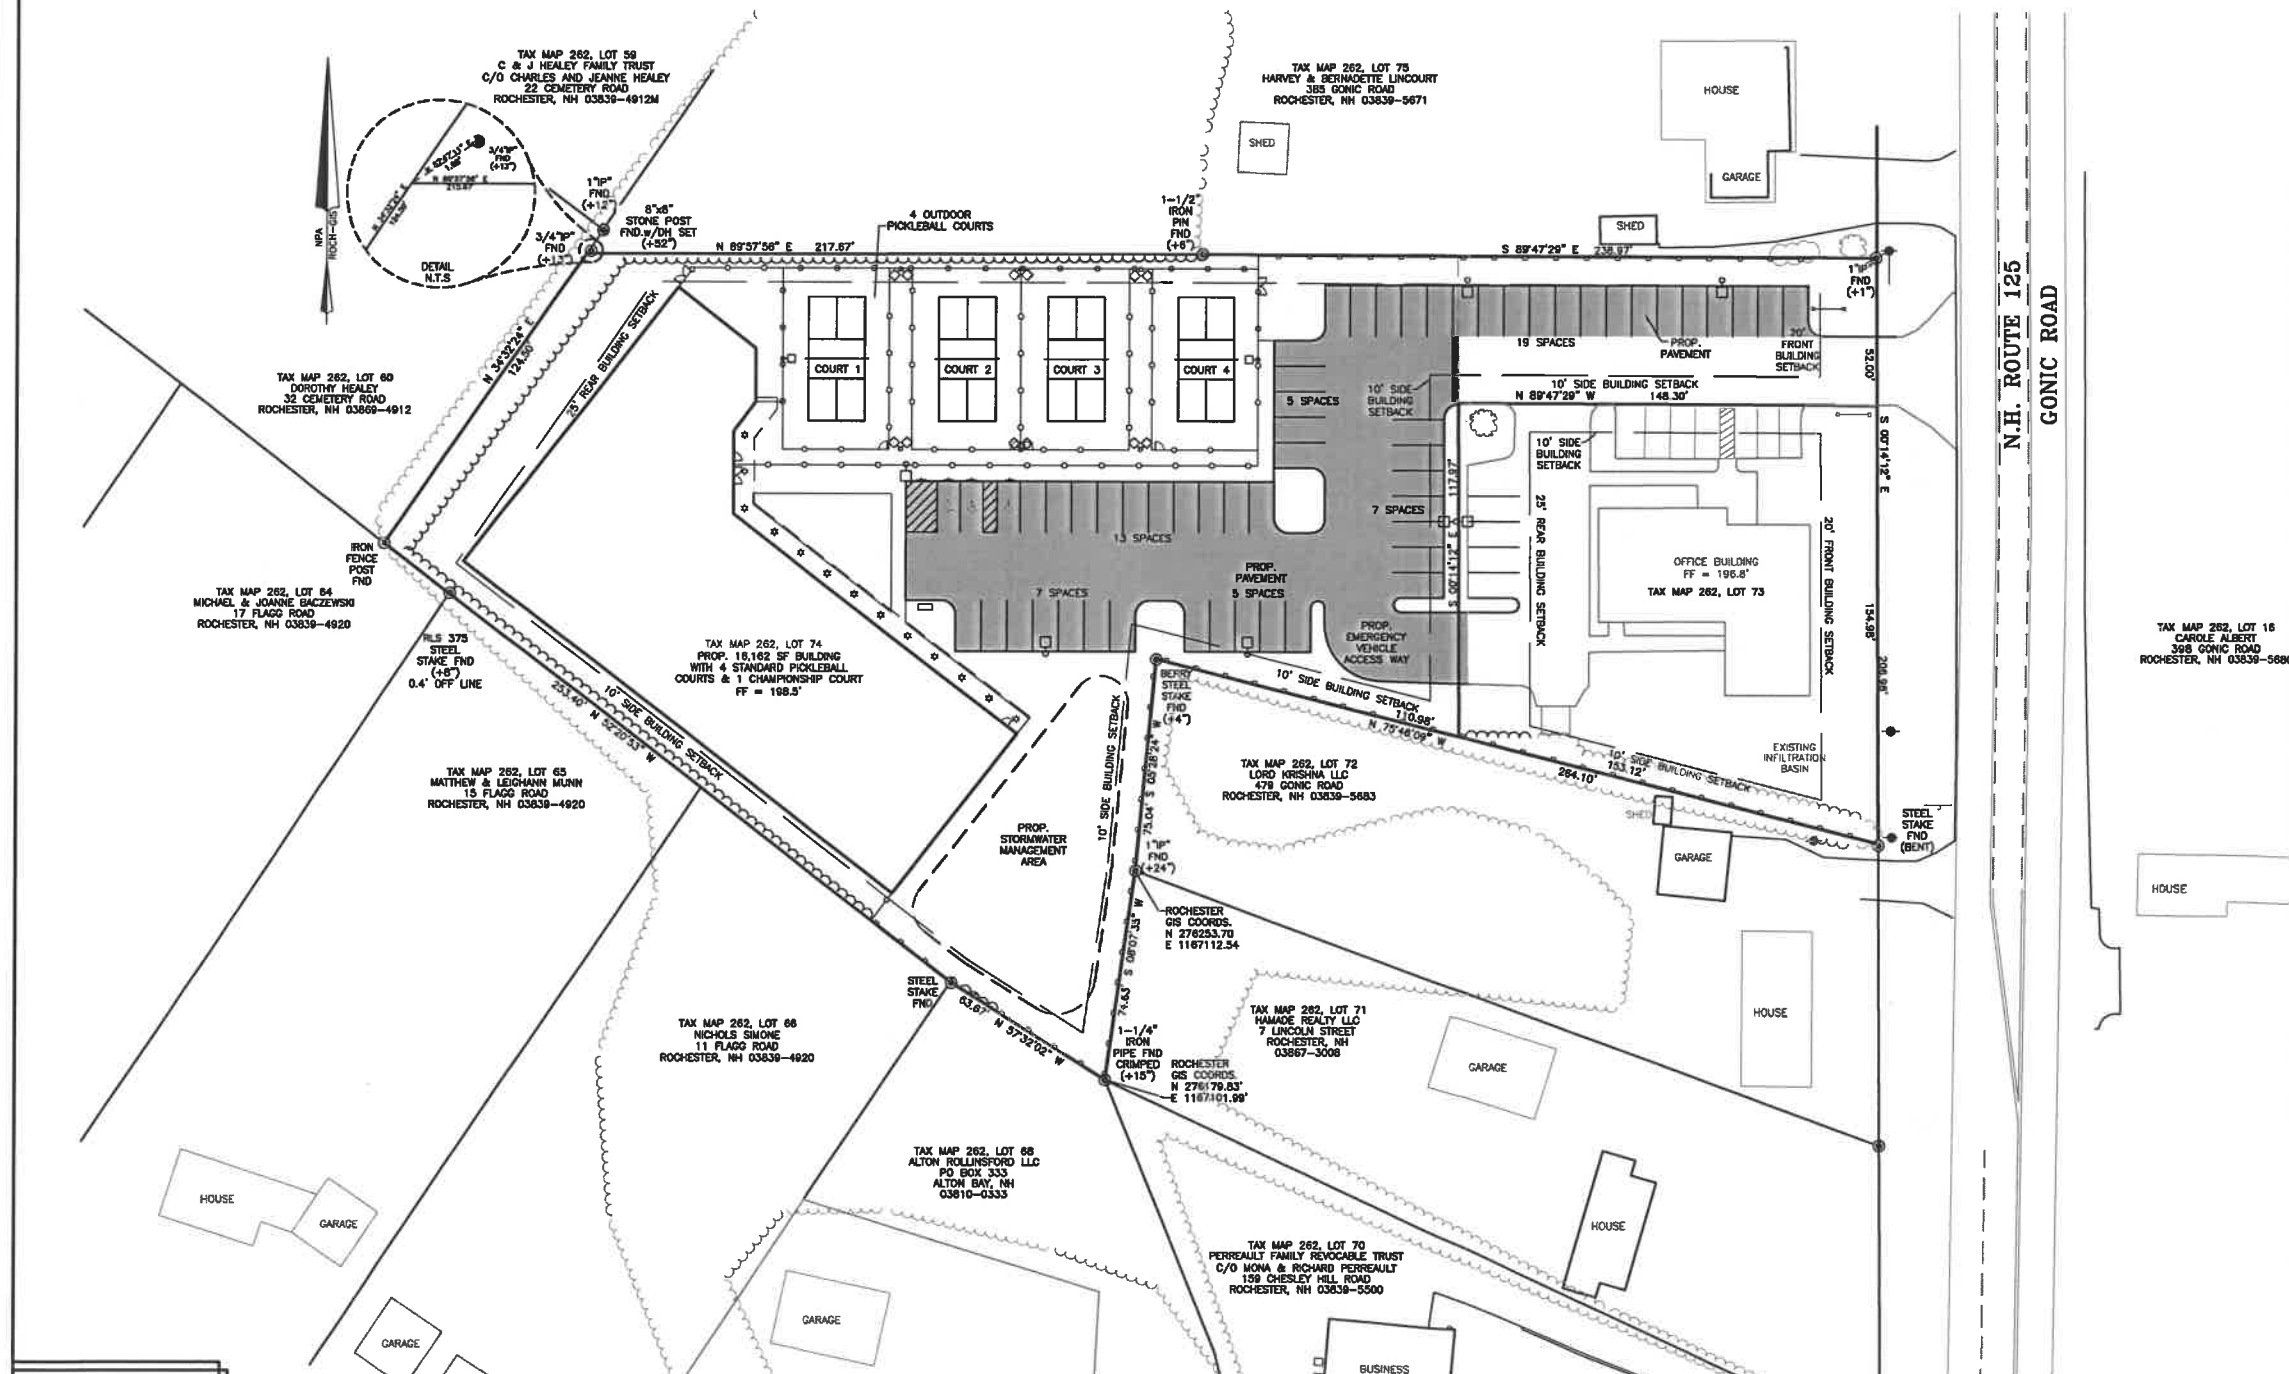 TAX MAP 262, LOT 59
C & J HEALEY FAMILY TRUST
C/O CHARLES AND JEANNE HEALEY
22 CEMETERY ROAD
ROCHESTER, NH 03839-4912M
TAX MAP 262, LOT 75
HARVEY & BERNADETTE LINCOURT
385 GONIC ROAD
ROCHESTER, NH 03839-5671
HOUSE
GARAGE
SHED
SHED
NPA
ROCH-GIS
3/4"IP"
FND
(+13")
N 89°57'56" E
217.67'
N 34°32'24" E
124.50'
DETAIL
N.T.S
1"IP"
FND
(+12")
8"x8"
STONE POST
FND.w/DH SET
(+52")
3/4"IP"
FND
(+13")
N 89°57'56" E 217.67'
4 OUTDOOR
PICKLEBALL COURTS
1-1/2"
IRON
PIN
FND
(+6")
S 89°47'29" E 238.97'
1"IP"
FND
(+1")
N.H. ROUTE 125
GONIC ROAD
N 34°32'24" E
124.50'
25' REAR BUILDING SETBACK
COURT 1
COURT 2
COURT 3
COURT 4
19 SPACES
PROP.
PAVEMENT
20'
FRONT
BUILDING
SETBACK
52.00'
5 SPACES
10' SIDE
BUILDING
SETBACK
10' SIDE BUILDING SETBACK
N 89°47'29" W 148.30'
S 00°14'12" E
TAX MAP 262, LOT 60
DOROTHY HEALEY
32 CEMETERY ROAD
ROCHESTER, NH 03869-4912
10' SIDE
BUILDING
SETBACK
117.97'
S 00°14'12" E
7 SPACES
25' REAR BUILDING SETBACK
20' FRONT BUILDING SETBACK
13 SPACES
7 SPACES
PROP.
PAVEMENT
5 SPACES
OFFICE BUILDING
FF = 196.8'
TAX MAP 262, LOT 73
154.98'
206.98'
IRON
FENCE
POST
FND
TAX MAP 262, LOT 64
MICHAEL & JOANNE BACZEWSKI
17 FLAGG ROAD
ROCHESTER, NH 03839-4920
RLS 375
STEEL
STAKE FND
(+8")
0.4' OFF LINE
TAX MAP 262, LOT 74
PROP. 18,162 SF BUILDING
WITH 4 STANDARD PICKLEBALL
COURTS & 1 CHAMPIONSHIP COURT
FF = 198.5'
PROP.
EMERGENCY
VEHICLE
ACCESS WAY
TAX MAP 262, LOT 16
CAROLE ALBERT
398 GONIC ROAD
BERRY
STEEL
STAKE
FND
(+4")
10' SIDE BUILDING SETBACK
110.98'
N 75°46'09" W
253.40' N 52°20'53" W
10' SIDE BUILDING SETBACK
10' SIDE BUILDING SETBACK
75.04' S 05°28'24" W
EXISTING
INFILTRATION
BASIN
10' SIDE BUILDING SETBACK
153.12'
264.10'
TAX MAP 262, LOT 65
MATTHEW & LEIGHANN MUNN
15 FLAGG ROAD
ROCHESTER, NH 03839-4920
TAX MAP 262, LOT 72
LORD KRISHNA LLC
479 GONIC ROAD
ROCHESTER, NH 03839-5683
SHED
GARAGE
STEEL
STAKE
FND
(BENT)
PROP.
STORMWATER
MANAGEMENT
AREA
1"IP"
FND
(+24")
HOUSE
ROCHESTER
GIS COORDS.
N 276253.70
E 1167112.54
74.63' S 08°07'33" W
STEEL
STAKE
FND
63.67' N 57°32'02" W
HOUSE
TAX MAP 262, LOT 66
NICHOLS SIMONE
11 FLAGG ROAD
ROCHESTER, NH 03839-4920
1-1/4"
IRON
PIPE FND
CRIMPED
(+15")
TAX MAP 262, LOT 71
HAMADE REALTY LLC
7 LINCOLN STREET
ROCHESTER, NH
03867-3008
ROCHESTER
GIS COORDS.
N 276179.83'
E 1167101.99'
GARAGE
TAX MAP 262, LOT 68
ALTON ROLLINSFORD LLC
PO BOX 333
ALTON BAY, NH
03810-0333
HOUSE
GARAGE
HOUSE
TAX MAP 262, LOT 70
PERREAULT FAMILY REVOCABLE TRUST
C/O MONA & RICHARD PERREAULT
159 CHESLEY HILL ROAD
ROCHESTER, NH 03839-5500
GARAGE
GARAGE
BUSINESS